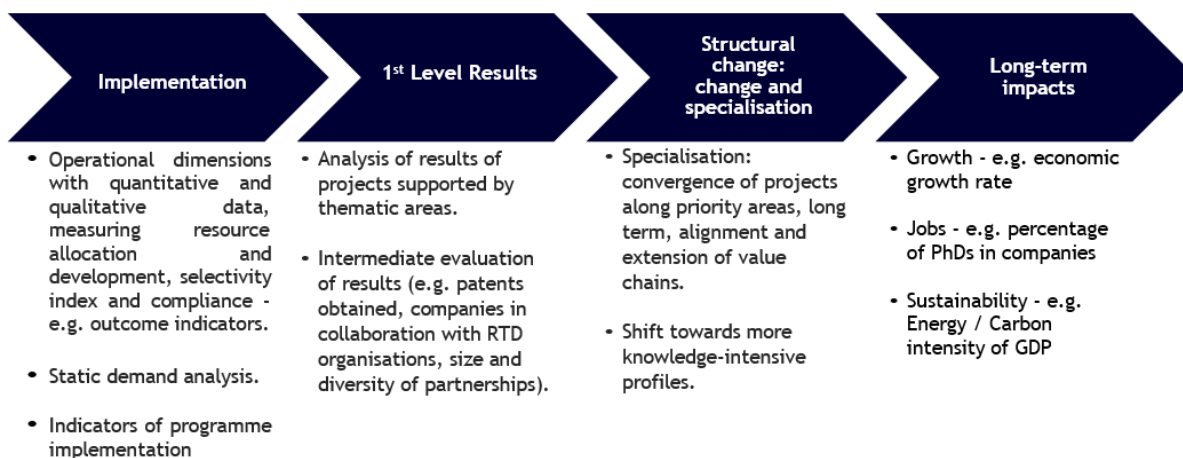 Implementation
• Operational dimensions
with quantitative and
qualitative data,
measuring resource
allocation and
development, selectivity
index and compliance -
e.g. outcome indicators.
• Static demand analysis.
• Indicators of programme
implementation
1st Level Results
• Analysis of results of
projects supported by
thematic areas.
• Intermediate evaluation
of results (e.g. patents
obtained, companies in
collaboration with RTD
organisations, size and
diversity of partnerships).
Structural
change:
change and
specialisation
• Specialisation:
convergence of projects
along priority areas, long
term, alignment and
extension of value
chains.
• Shift towards more
knowledge-intensive
profiles.
Long-term
impacts
• Growth - e.g. economic
growth rate
• Jobs - e.g. percentage
of PhDs in companies
• Sustainability - e.g.
Energy / Carbon
intensity of GDP